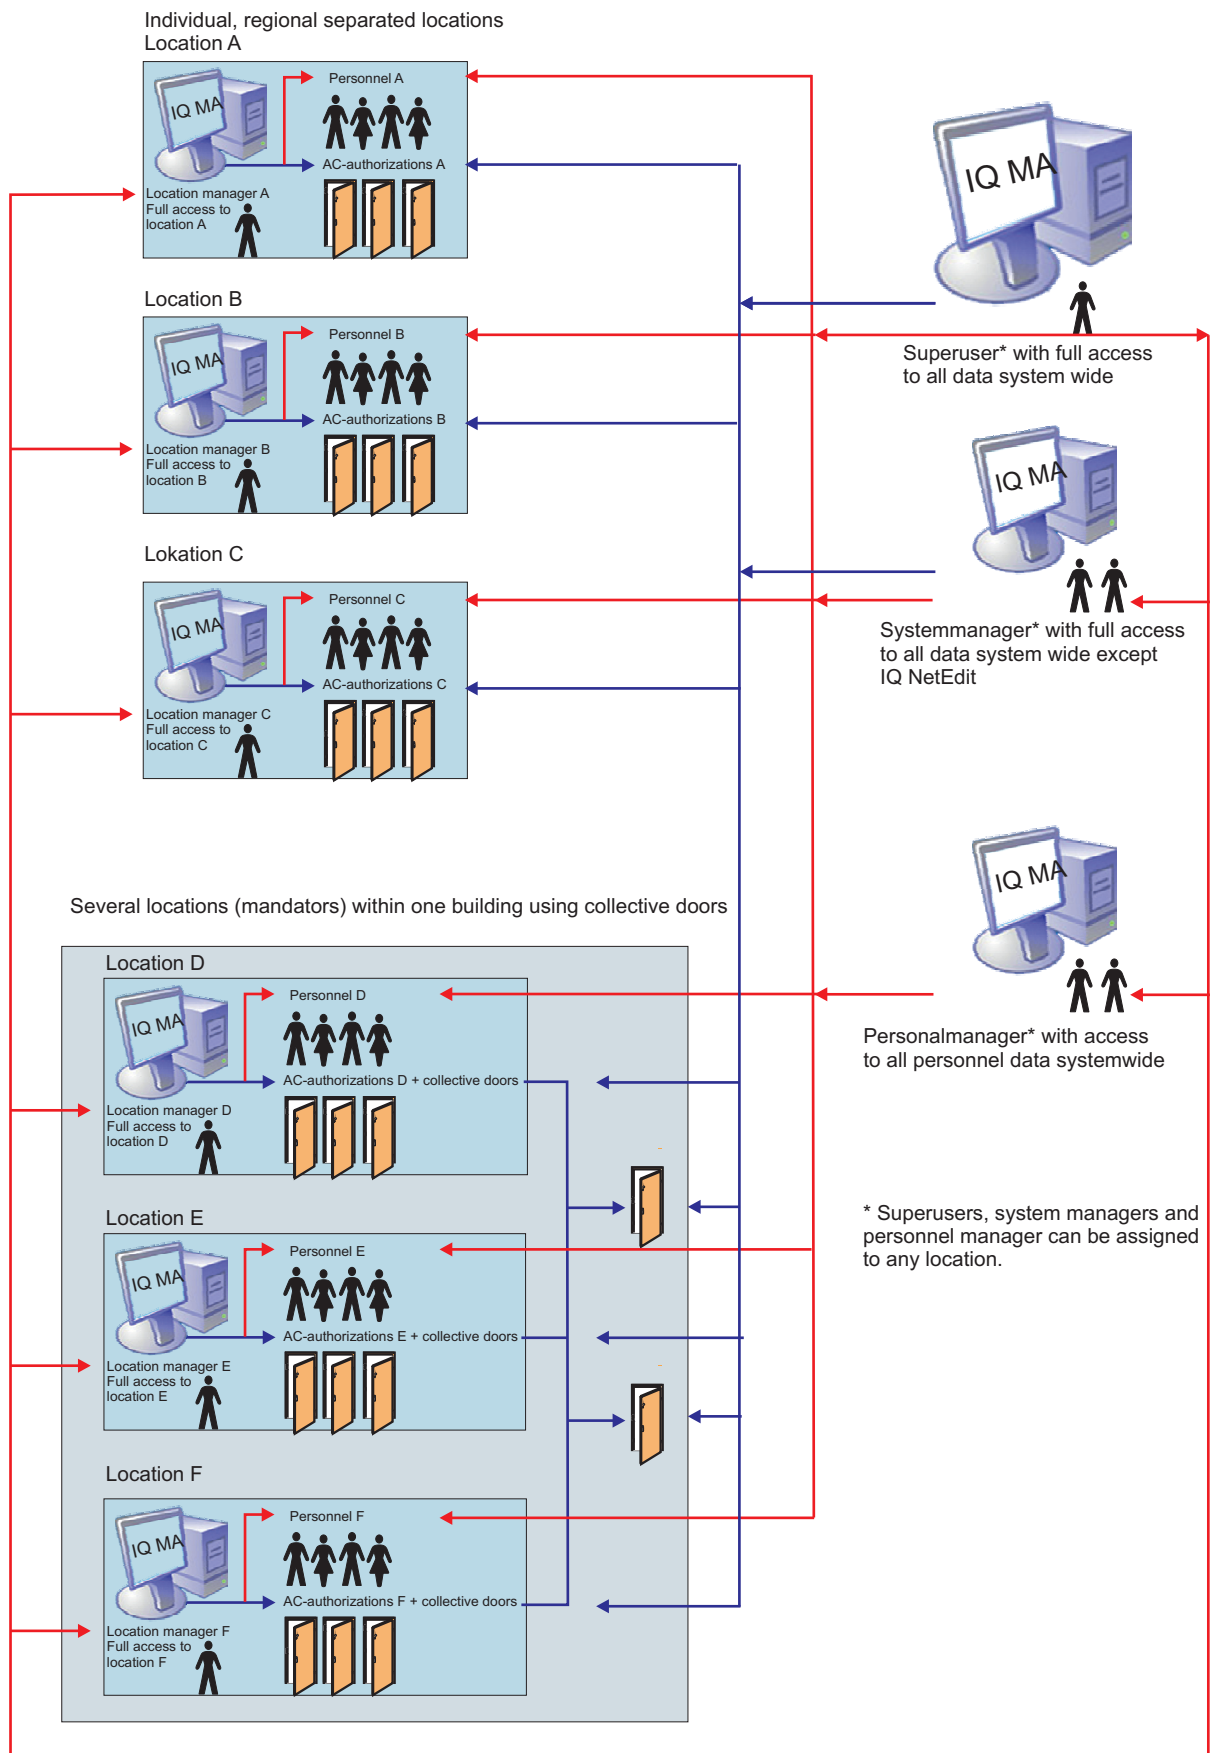 Individual, regional separated locations
Location A
IQ MA
Personnel A
AC-authorizations A
Location manager A
Full access to
location A
IQ MA
Superuser* with full access
to all data system wide
Location B
IQ MA
Personnel B
AC-authorizations B
Location manager B
Full access to
location B
IQ MA
Systemmanager* with full access
to all data system wide except
IQ NetEdit
Lokation C
IQ MA
Personnel C
AC-authorizations C
Location manager C
Full access to
location C
IQ MA
Personalmanager* with access
to all personnel data systemwide
Several locations (mandators) within one building using collective doors
Location D
IQ MA
Personnel D
AC-authorizations D + collective doors
Location manager D
Full access to
location D
* Superusers, system managers and
personnel manager can be assigned
to any location.
Location E
IQ MA
Personnel E
AC-authorizations E + collective doors
Location manager E
Full access to
location E
Location F
IQ MA
Personnel F
AC-authorizations F + collective doors
Location manager F
Full access to
location F